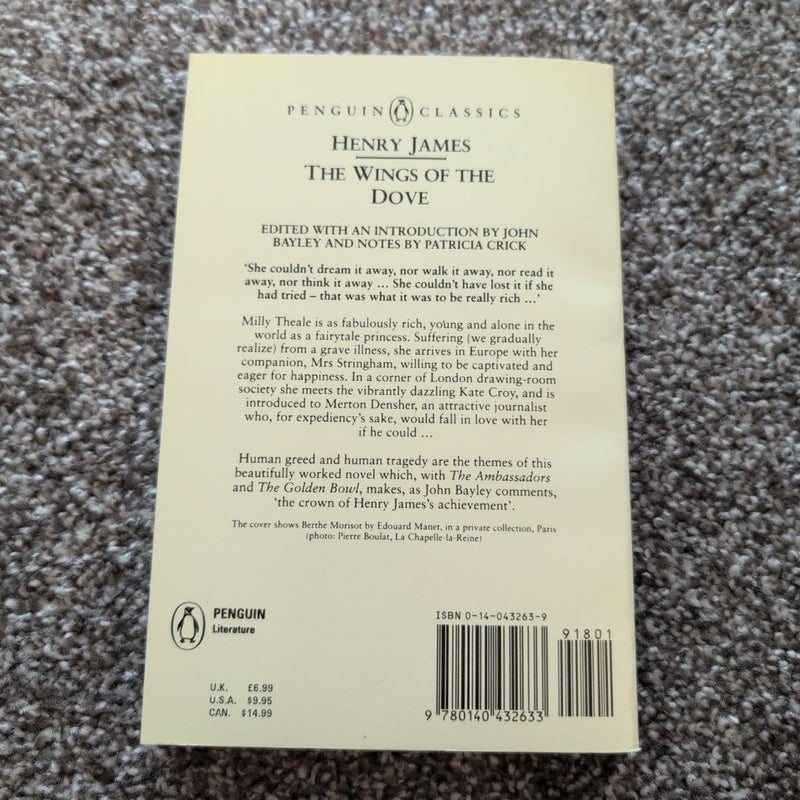 PENGUIN CLASSICS
HENRY JAMES
THE WINGS OF THE
DOVE
EDITED WITH AN INTRODUCTION BY JOHN
BAYLEY AND NOTES BY PATRICIA CRICK
‘She couldn’t dream it away, nor walk it away, nor read it
away, nor think it away ... She couldn’t have lost it if she
had tried – that was what it was to be really rich ...’
Milly Theale is as fabulously rich, young and alone in the
world as a fairytale princess. Suffering (we gradually
realize) from a grave illness, she arrives in Europe with her
companion, Mrs Stringham, willing to be captivated and
eager for happiness. In a corner of London drawing-room
society she meets the vibrantly dazzling Kate Croy, and is
introduced to Merton Densher, an attractive journalist
who, for expediency’s sake, would fall in love with her
if he could ...
Human greed and human tragedy are the themes of this
beautifully worked novel which, with The Ambassadors
and The Golden Bowl, makes, as John Bayley comments,
‘the crown of Henry James’s achievement’.
The cover shows Berthe Morisot by Edouard Manet, in a private collection, Paris
(photo: Pierre Boulat, La Chapelle-la-Reine)
PENGUIN
Literature
U.K. £6.99
U.S.A. $9.95
CAN. $14.99
ISBN 0-14-043263-9
91801
9 780140 432633